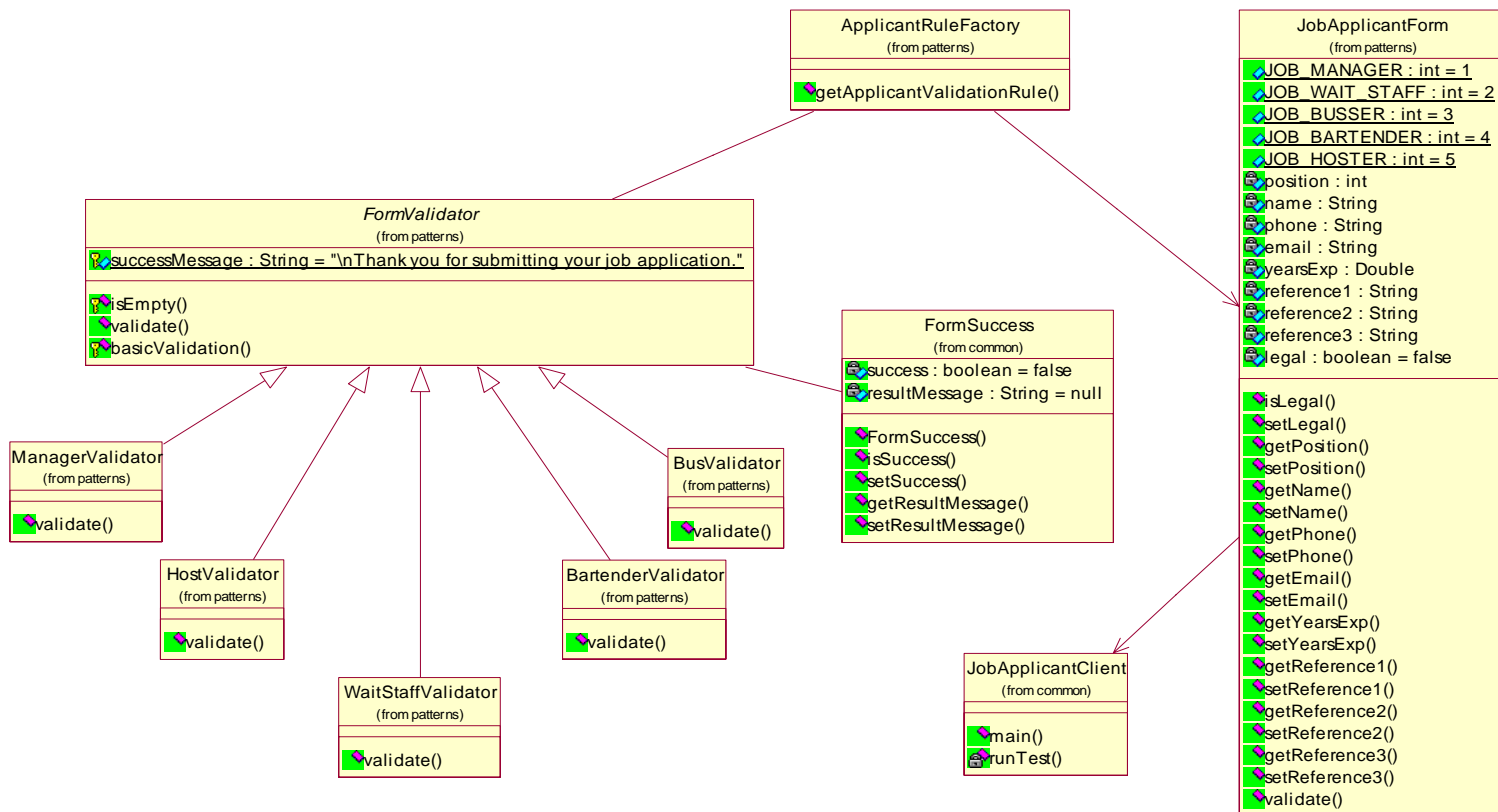 ApplicantRuleFactory
(from patterns)
getApplicantValidationRule()
JobApplicantForm
(from patterns)
JOB_MANAGER : int = 1
JOB_WAIT_STAFF : int = 2
JOB_BUSSER : int = 3
JOB_BARTENDER : int = 4
JOB_HOSTER : int = 5
position : int
name : String
phone : String
email : String
yearsExp : Double
reference1 : String
reference2 : String
reference3 : String
legal : boolean = false
isLegal()
setLegal()
getPosition()
setPosition()
getName()
setName()
getPhone()
setPhone()
getEmail()
setEmail()
getYearsExp()
setYearsExp()
getReference1()
setReference1()
getReference2()
setReference2()
getReference3()
setReference3()
validate()
FormValidator
(from patterns)
successMessage : String = "\nThank you for submitting your job application."
isEmpty()
validate()
basicValidation()
FormSuccess
(from common)
success : boolean = false
resultMessage : String = null
FormSuccess()
isSuccess()
setSuccess()
getResultMessage()
setResultMessage()
ManagerValidator
(from patterns)
validate()
BusValidator
(from patterns)
validate()
HostValidator
(from patterns)
validate()
BartenderValidator
(from patterns)
validate()
WaitStaffValidator
(from patterns)
validate()
JobApplicantClient
(from common)
main()
runTest()